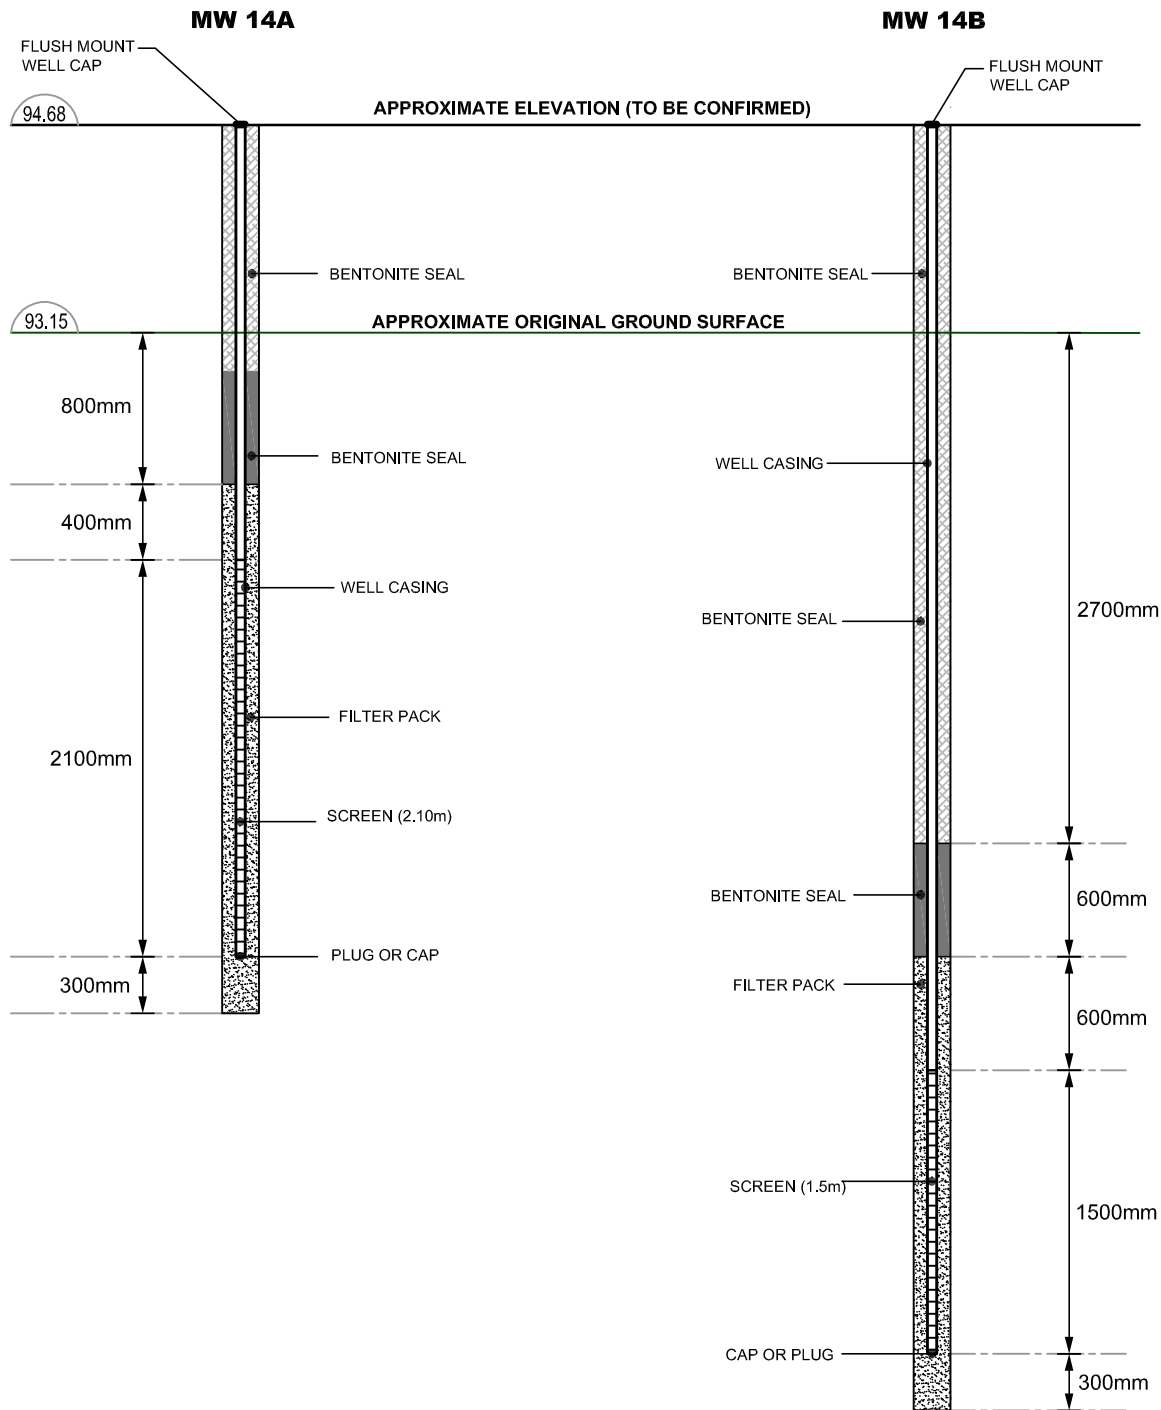 MW 14A
MW 14B
FLUSH MOUNT
WELL CAP
FLUSH MOUNT
WELL CAP
94.68
APPROXIMATE ELEVATION (TO BE CONFIRMED)
BENTONITE SEAL
BENTONITE SEAL
93.15
APPROXIMATE ORIGINAL GROUND SURFACE
800mm
BENTONITE SEAL
WELL CASING
400mm
WELL CASING
2700mm
BENTONITE SEAL
FILTER PACK
2100mm
SCREEN (2.10m)
BENTONITE SEAL
600mm
PLUG OR CAP
300mm
FILTER PACK
600mm
SCREEN (1.5m)
1500mm
CAP OR PLUG
300mm